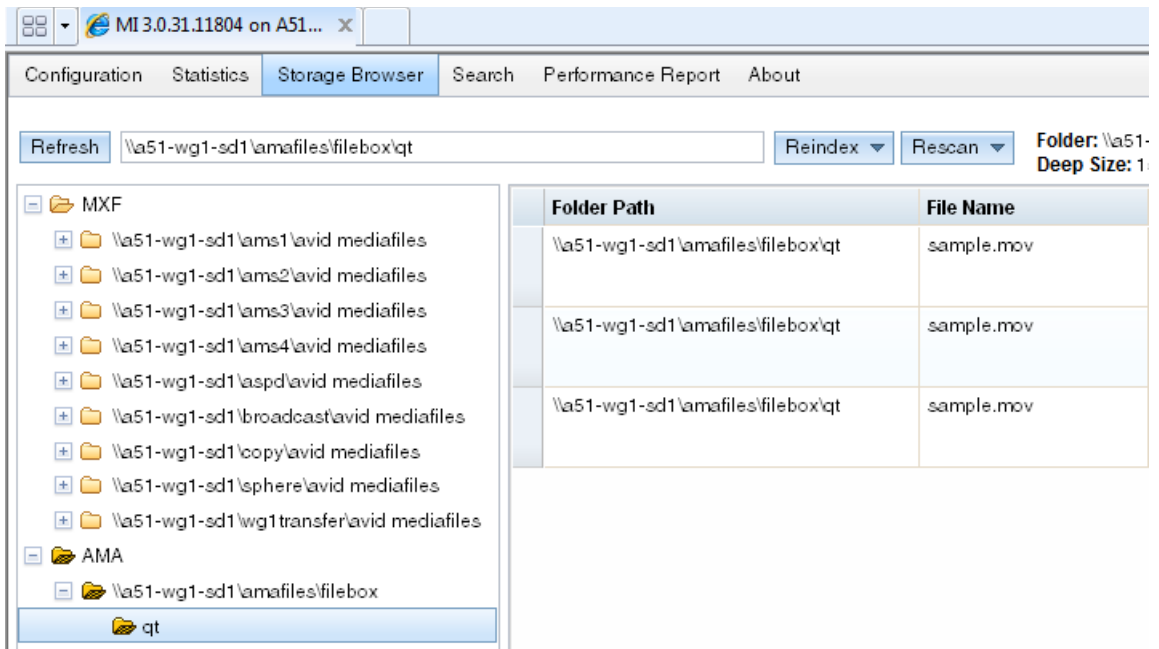 MI 3.0.31.11804 on A51...
Configuration Statistics Storage Browser Search Performance Report About
Refresh \\a51-wg1-sd1\amafiles\filebox\qt Reindex Rescan Folder: \\a51-
Deep Size: 1
MXF
\\a51-wg1-sd1\ams1\avid mediafiles
\\a51-wg1-sd1\ams2\avid mediafiles
\\a51-wg1-sd1\ams3\avid mediafiles
\\a51-wg1-sd1\ams4\avid mediafiles
\\a51-wg1-sd1\aspd\avid mediafiles
\\a51-wg1-sd1\broadcast\avid mediafiles
\\a51-wg1-sd1\copy\avid mediafiles
\\a51-wg1-sd1\sphere\avid mediafiles
\\a51-wg1-sd1\wg1transfer\avid mediafiles
AMA
\\a51-wg1-sd1\amafiles\filebox
qt
Folder Path File Name
\\a51-wg1-sd1\amafiles\filebox\qt sample.mov
\\a51-wg1-sd1\amafiles\filebox\qt sample.mov
\\a51-wg1-sd1\amafiles\filebox\qt sample.mov